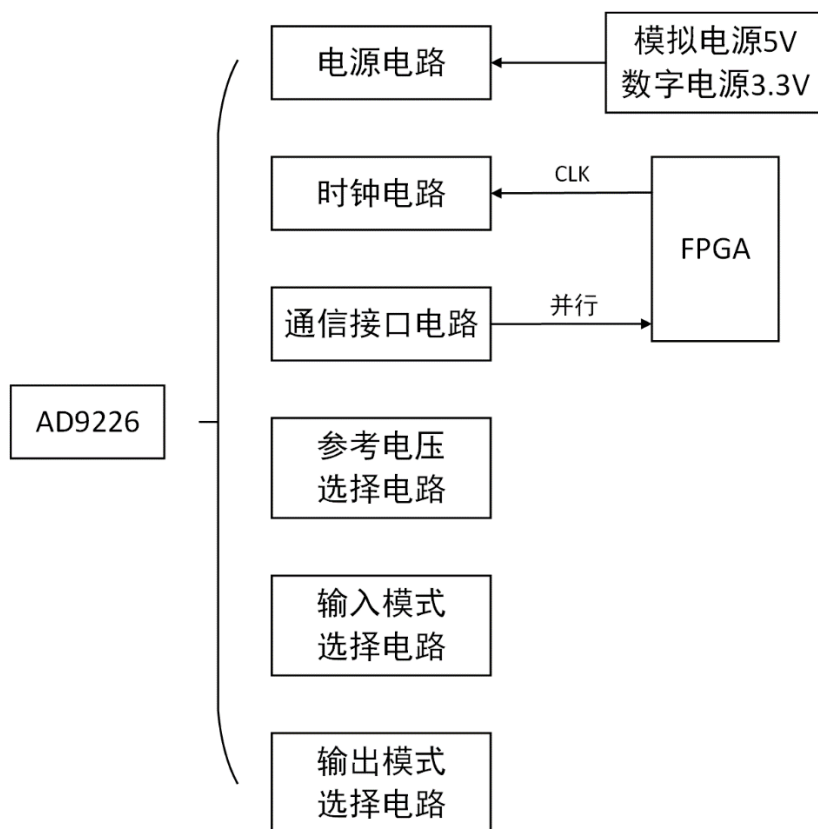 电源电路
模拟电源5V
数字电源3.3V
时钟电路
CLK
FPGA
通信接口电路
并行
AD9226
参考电压
选择电路
输入模式
选择电路
输出模式
选择电路